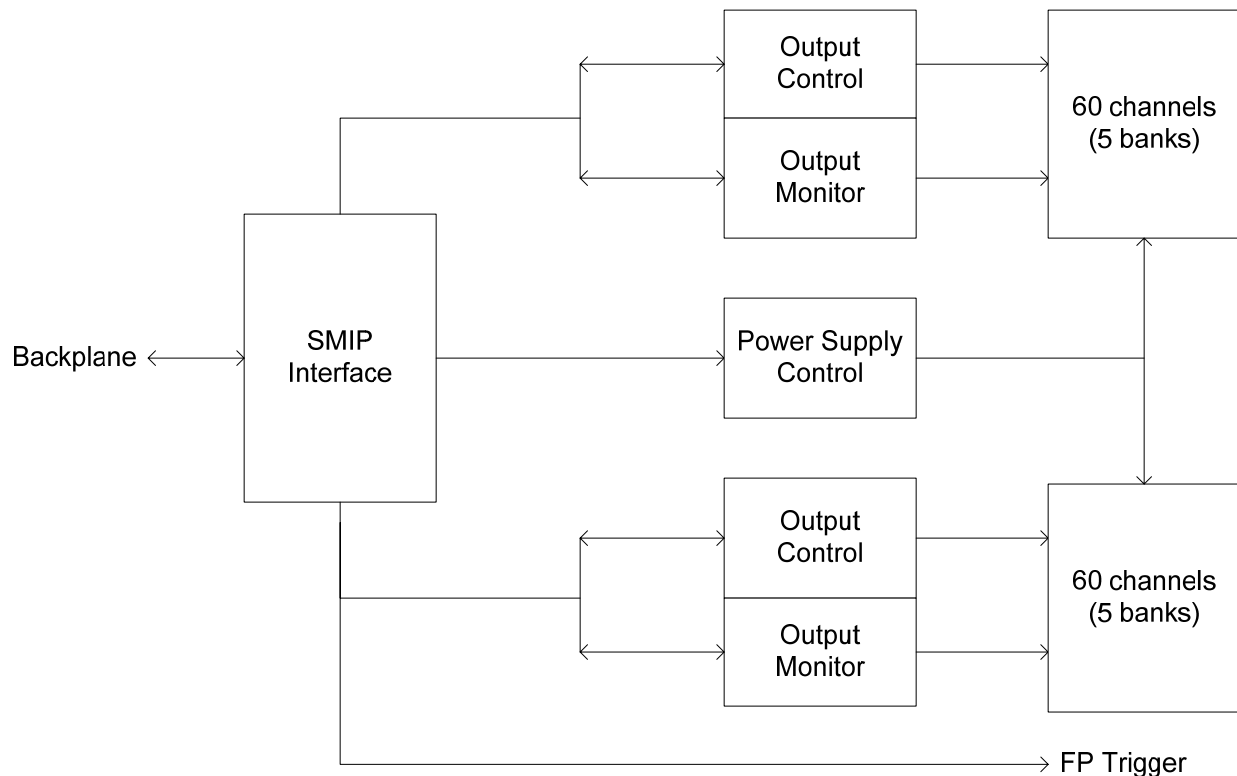 Output
Control
60 channels
(5 banks)
Output
Monitor
Backplane
SMIP
Interface
Power Supply
Control
Output
Control
60 channels
(5 banks)
Output
Monitor
FP Trigger